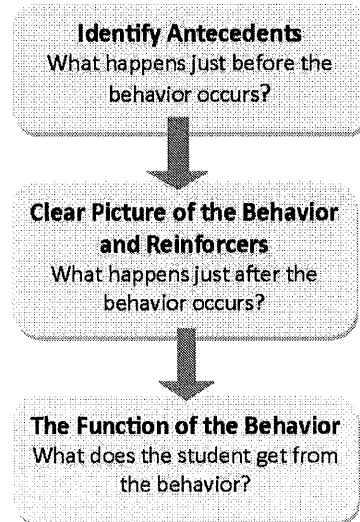 Identify Antecedents
What happens just before the
behavior occurs?
Clear Picture of the Behavior
and Reinforcers
What happens just after the
behavior occurs?
The Function of the Behavior
What does the student get from
the behavior?